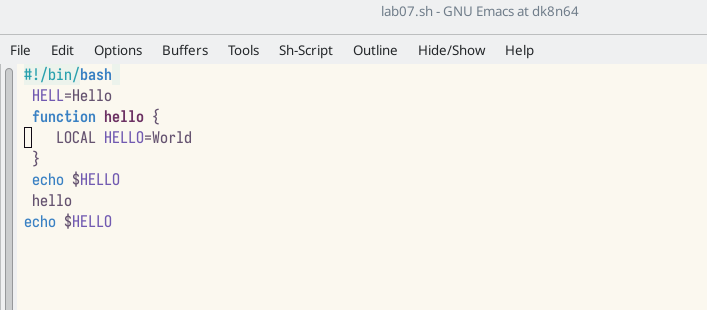 lab07.sh - GNU Emacs at dk8n64
File Edit Options Buffers Tools Sh-Script Outline Hide/Show Help
#!/bin/bash
HELL=Hello
function hello {
LOCAL HELLO=World
}
echo $HELLO
hello
echo $HELLO